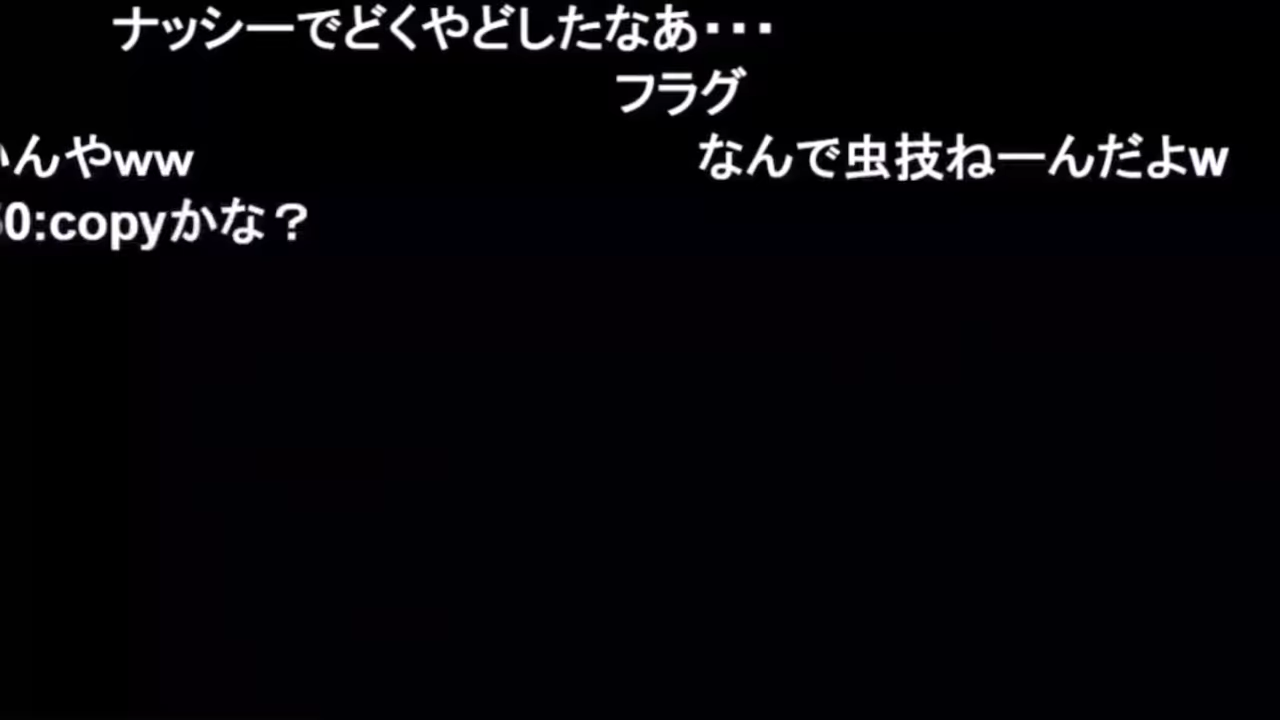 ナッシーでどくやどしたなあ・・・
フラグ
んやww
なんで虫技ねーんだよw
0:copyかな？